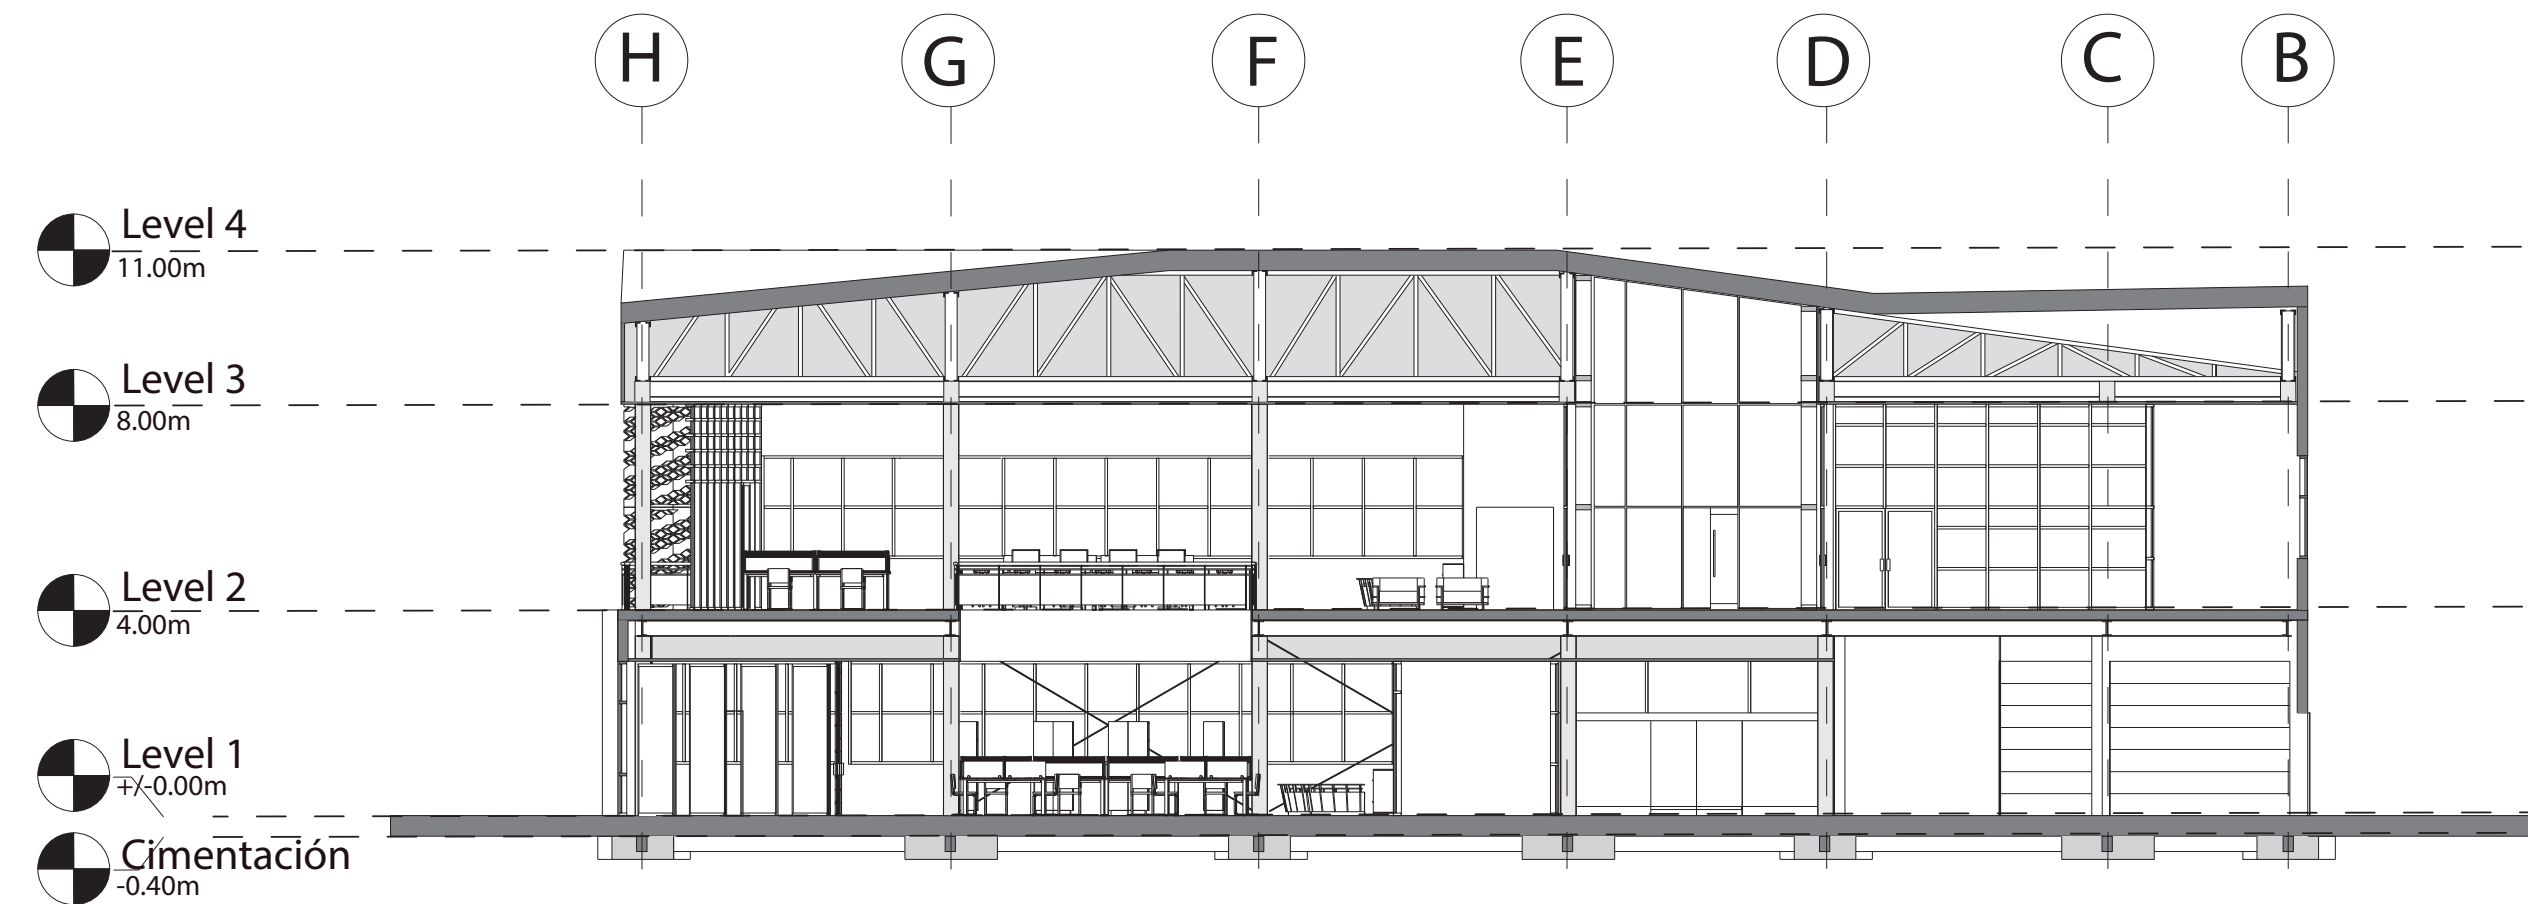 H G F E D C B
Level 4
11.00m
Level 3
8.00m
Level 2
4.00m
Level 1
+/-0.00m
Cimentación
-0.40m